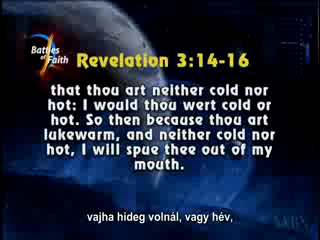 Battles
of Faith
Revelation 3:14-16
that thou art neither cold nor
hot: I would thou wert cold or
hot. So then because thou art
lukewarm, and neither cold nor
hot, I will spue thee out of my
mouth.
vajha hideg volnál, vagy hév,